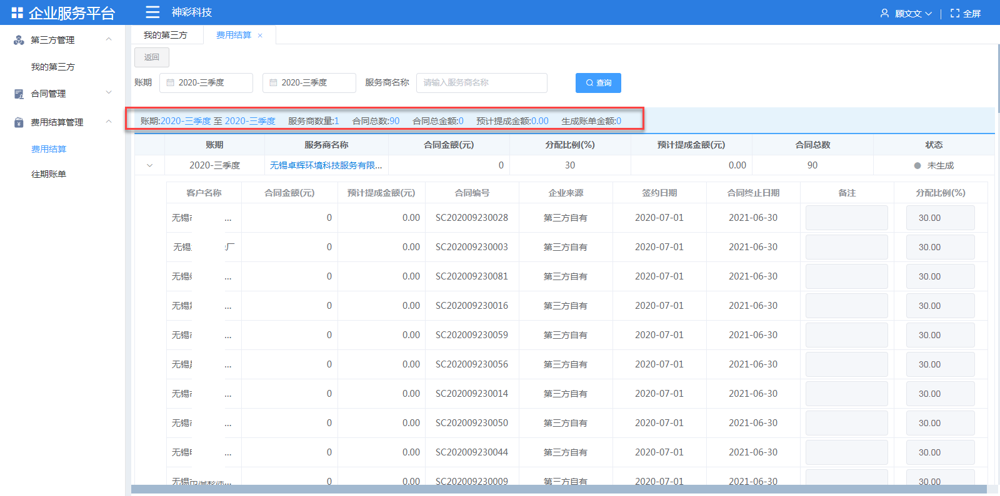 企业服务平台
神彩科技
顾文文
全屏
第三方管理
我的第三方
合同管理
费用结算管理
费用结算
往期账单
我的第三方
费用结算 ×
返回
账期 2020-三季度 2020-三季度 服务商名称 请输入服务商名称 查询
账期:2020-三季度 至 2020-三季度 服务商数量:1 合同总数:90 合同总金额:0 预计提成金额:0.00 生成账单金额:0
账期 服务商名称 合同金额(元) 分配比例(%) 预计提成金额(元) 合同总数 状态
2020-三季度 无锡卓辉环境科技服务有限... 0 30 0.00 90 未生成
客户名称 合同金额(元) 预计提成金额(元) 合同编号 企业来源 签约日期 合同终止日期 备注 分配比例(%)
无锡 ... 0 0.00 SC202009230028 第三方自有 2020-07-01 2021-06-30 30.00
无锡 厂 0 0.00 SC202009230003 第三方自有 2020-07-01 2021-06-30 30.00
无锡 ... 0 0.00 SC202009230081 第三方自有 2020-07-01 2021-06-30 30.00
无锡 ... 0 0.00 SC202009230016 第三方自有 2020-07-01 2021-06-30 30.00
无锡 ... 0 0.00 SC202009230059 第三方自有 2020-07-01 2021-06-30 30.00
无锡 ... 0 0.00 SC202009230056 第三方自有 2020-07-01 2021-06-30 30.00
无锡 ... 0 0.00 SC202009230014 第三方自有 2020-07-01 2021-06-30 30.00
无锡 ... 0 0.00 SC202009230050 第三方自有 2020-07-01 2021-06-30 30.00
无锡 ... 0 0.00 SC202009230044 第三方自有 2020-07-01 2021-06-30 30.00
无锡 ... 0 0.00 SC202009230009 第三方自有 2020-07-01 2021-06-30 30.00